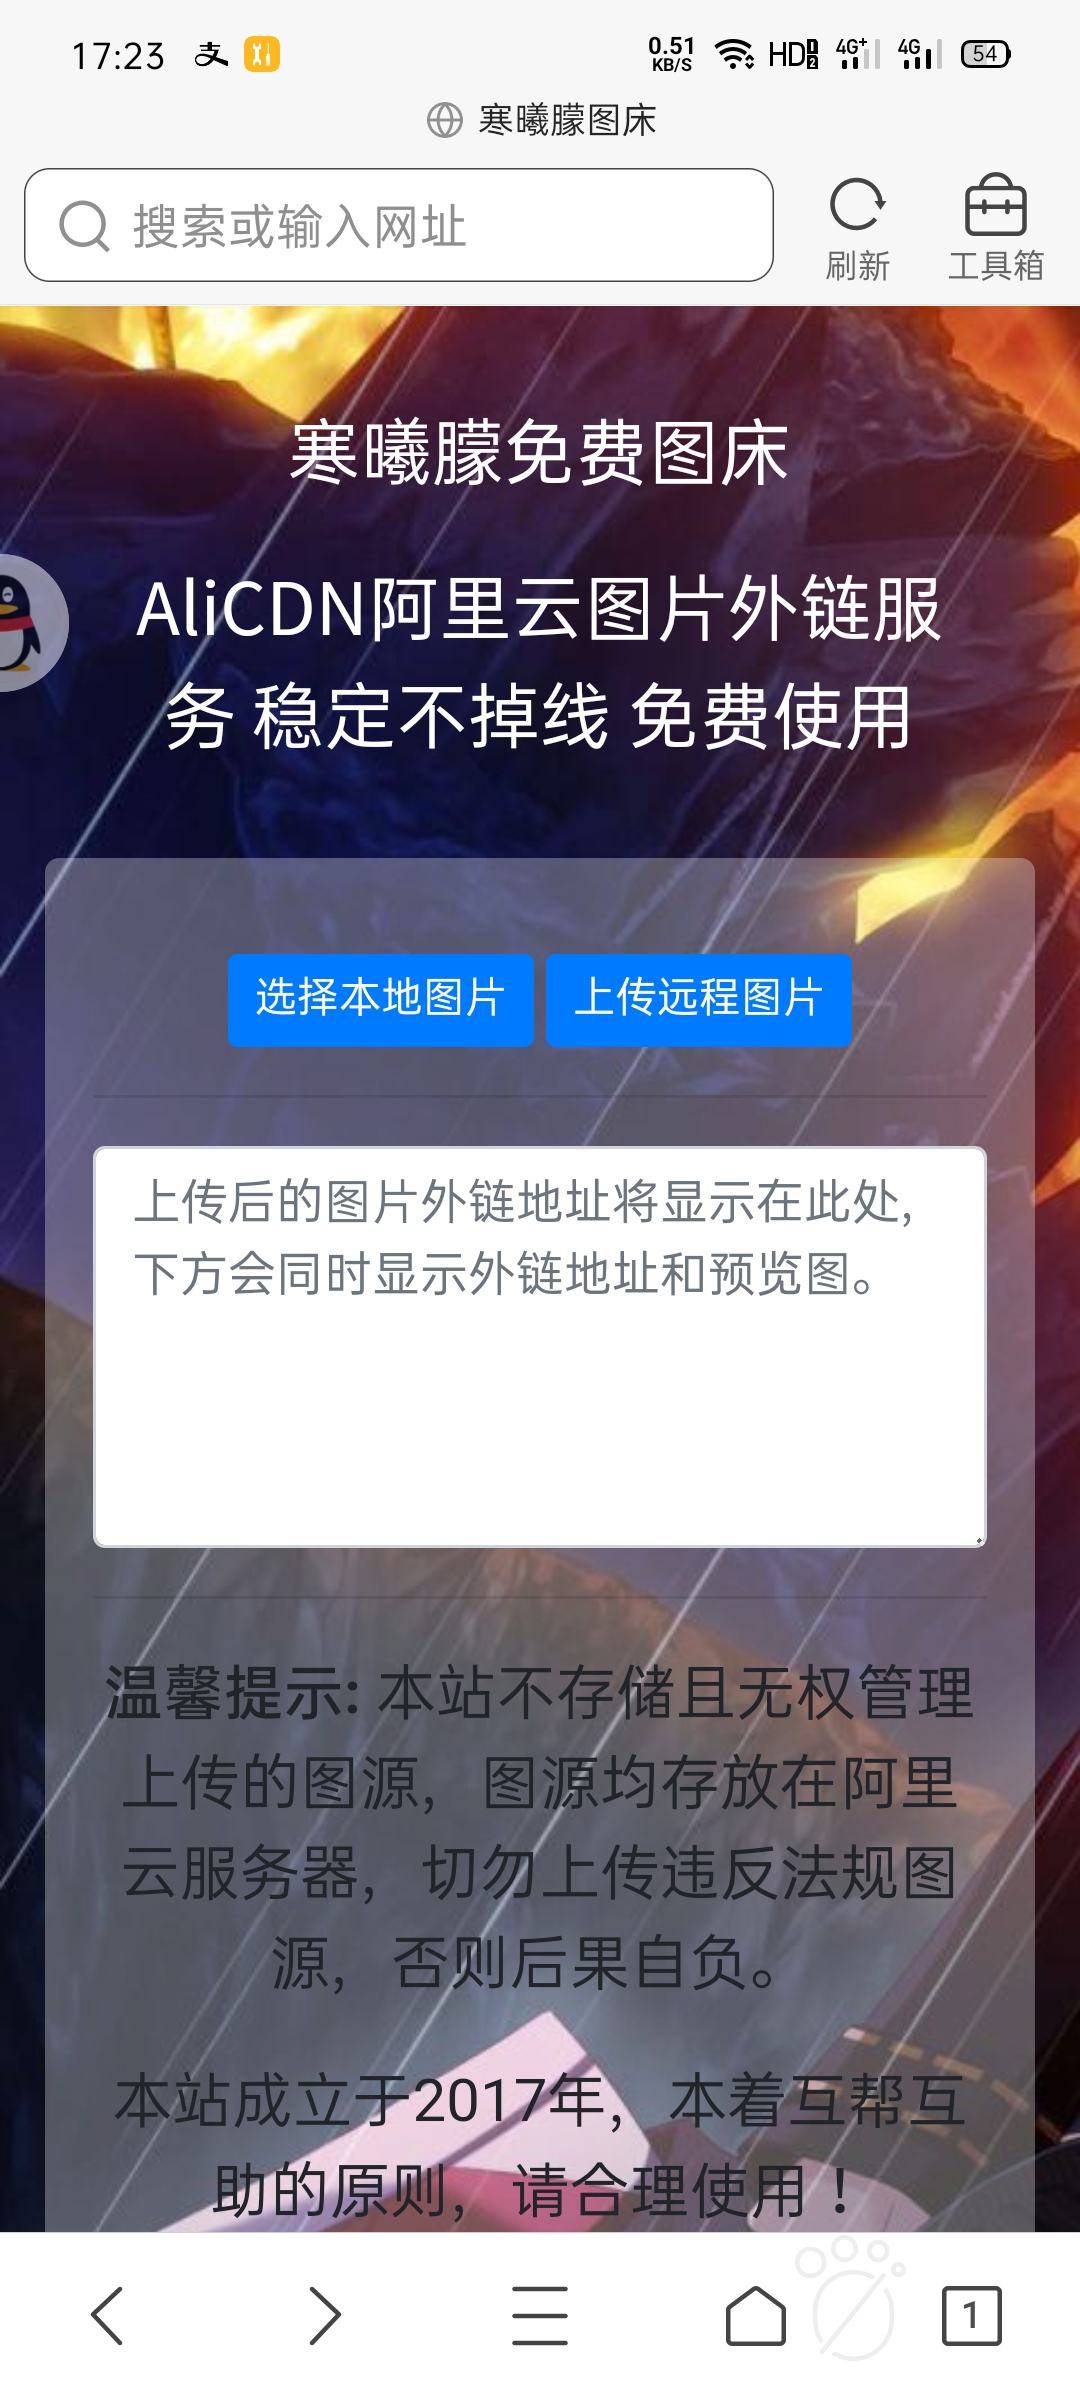 17:23 支 0.51 KB/S HD 1 2 4G+ 4G 54
寒曦朦图床
搜索或输入网址
刷新 工具箱
寒曦朦免费图床
AliCDN阿里云图片外链服
务 稳定不掉线 免费使用
选择本地图片 上传远程图片
上传后的图片外链地址将显示在此处,
下方会同时显示外链地址和预览图。
温馨提示: 本站不存储且无权管理
上传的图源，图源均存放在阿里
云服务器，切勿上传违反法规图
源，否则后果自负。
本站成立于2017年，本着互帮互
助的原则，请合理使用！
1